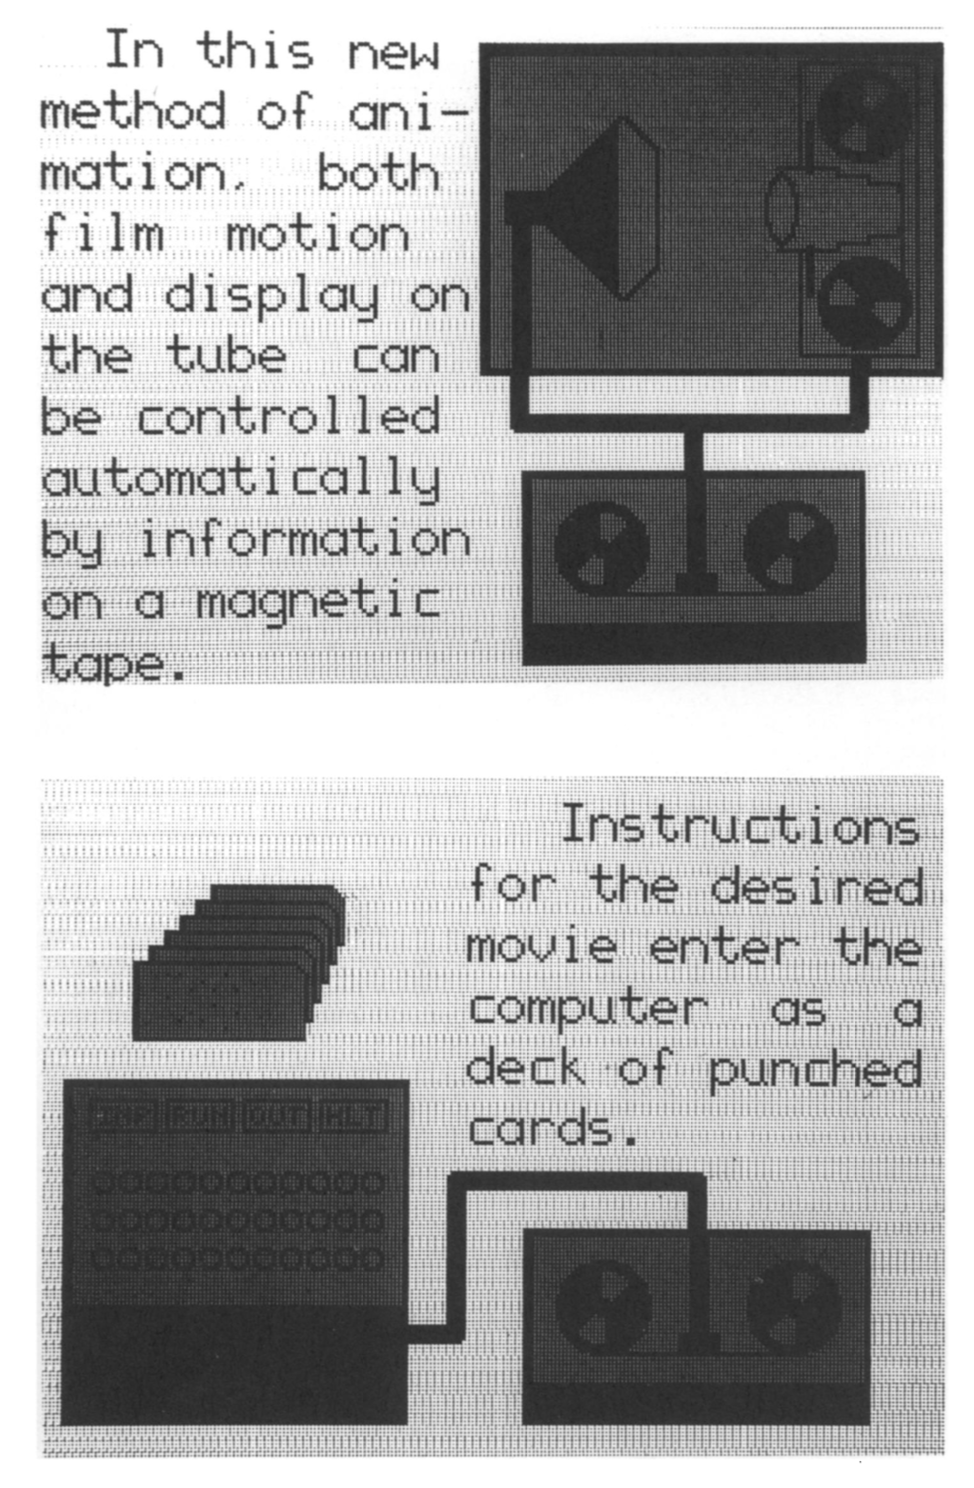 In this new
method of ani-
mation, both
film motion
and display on
the tube can
be controlled
automatically
by information
on a magnetic
tape.
Instructions
for the desired
movie enter the
computer as a
deck of punched
cards.
INP RUN OUT HLT